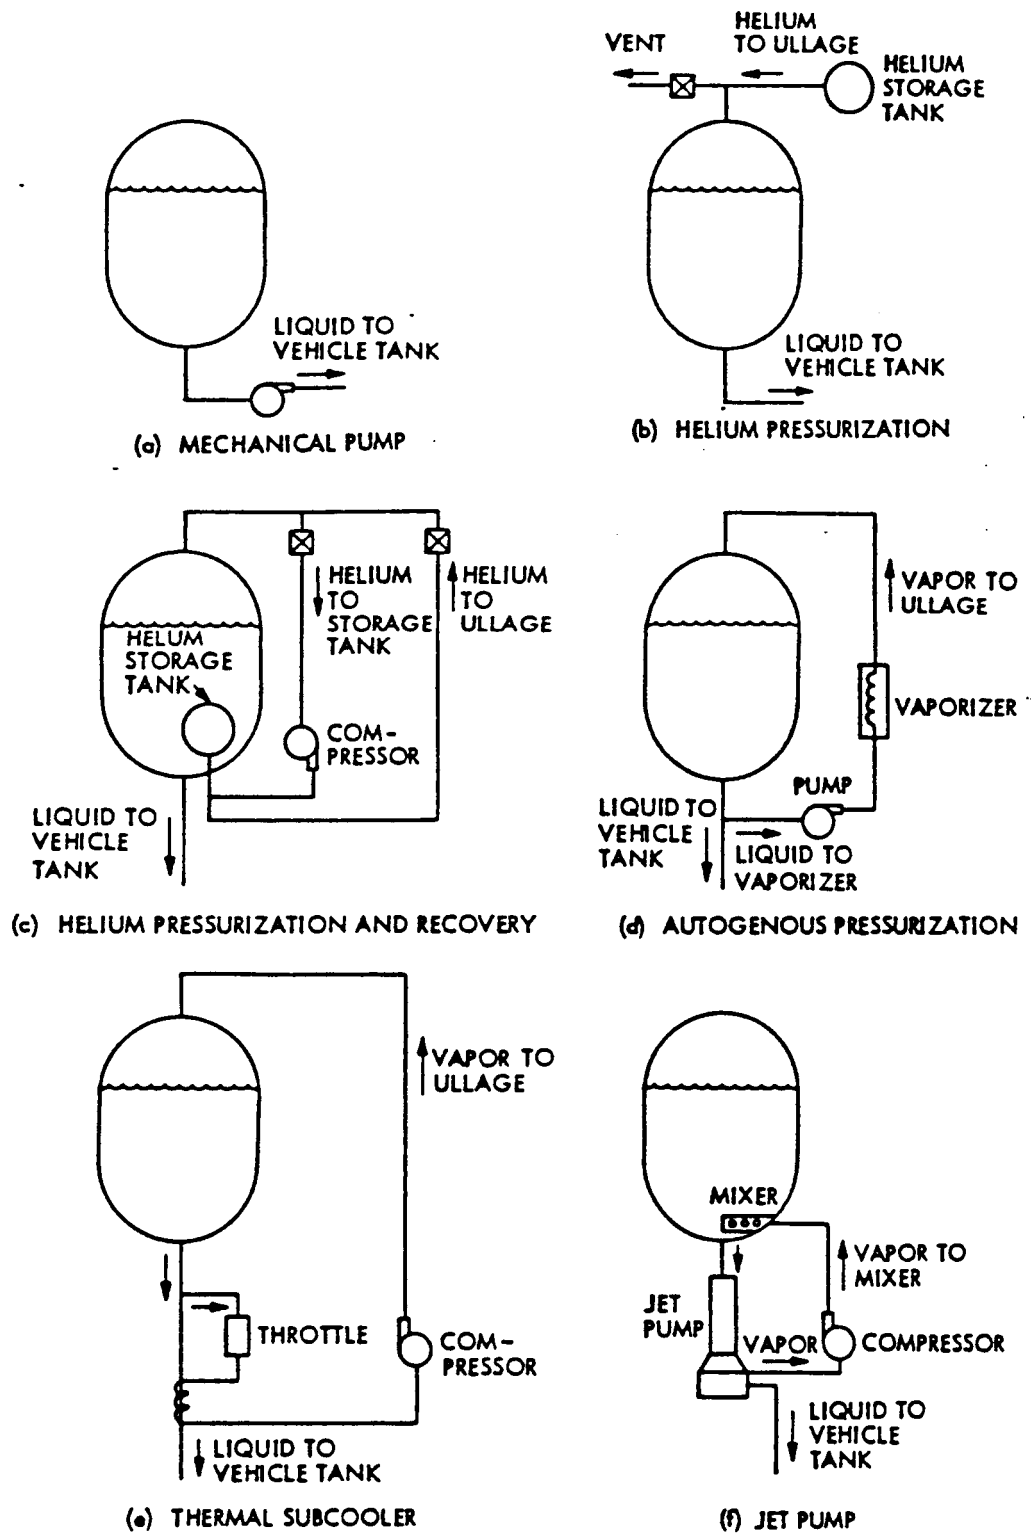 LIQUID TO
VEHICLE TANK
(a) MECHANICAL PUMP
VENT
HELIUM
TO ULLAGE
HELIUM
STORAGE
TANK
LIQUID TO
VEHICLE TANK
(b) HELIUM PRESSURIZATION
HELIUM
TO
STORAGE
TANK
HELIUM
TO
ULLAGE
HELUM
STORAGE
TANK
COM-
PRESSOR
LIQUID TO
VEHICLE
TANK
(c) HELIUM PRESSURIZATION AND RECOVERY
VAPOR TO
ULLAGE
VAPORIZER
PUMP
LIQUID TO
VEHICLE
TANK
LIQUID TO
VAPORIZER
(d) AUTOGENOUS PRESSURIZATION
VAPOR TO
ULLAGE
THROTTLE
COM-
PRESSOR
LIQUID TO
VEHICLE TANK
(e) THERMAL SUBCOOLER
MIXER
VAPOR TO
MIXER
JET
PUMP
VAPOR
COMPRESSOR
LIQUID TO
VEHICLE
TANK
(f) JET PUMP